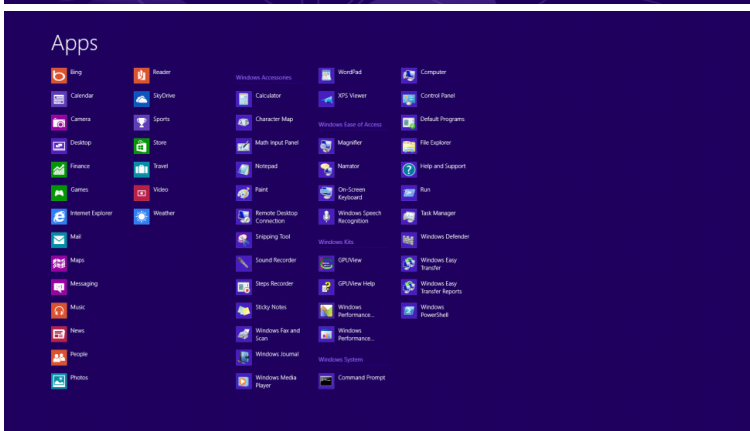 Apps
Bing
Calendar
Camera
Desktop
Finance
Games
Internet Explorer
Mail
Maps
Messaging
Music
News
People
Photos
Reader
SkyDrive
Sports
Store
Travel
Video
Weather
Windows Accessories
Calculator
Character Map
Math Input Panel
Notepad
Paint
Remote Desktop
Connection
Snipping Tool
Sound Recorder
Steps Recorder
Sticky Notes
Windows Fax and
Scan
Windows Journal
Windows Media
Player
WordPad
XPS Viewer
Windows Ease of Access
Magnifier
Narrator
On-Screen
Keyboard
Windows Speech
Recognition
Windows Kits
GPUView
GPUView Help
Windows
Performance...
Windows
Performance...
Windows System
Command Prompt
Computer
Control Panel
Default Programs
File Explorer
Help and Support
Run
Task Manager
Windows Defender
Windows Easy
Transfer
Windows Easy
Transfer Reports
Windows
PowerShell